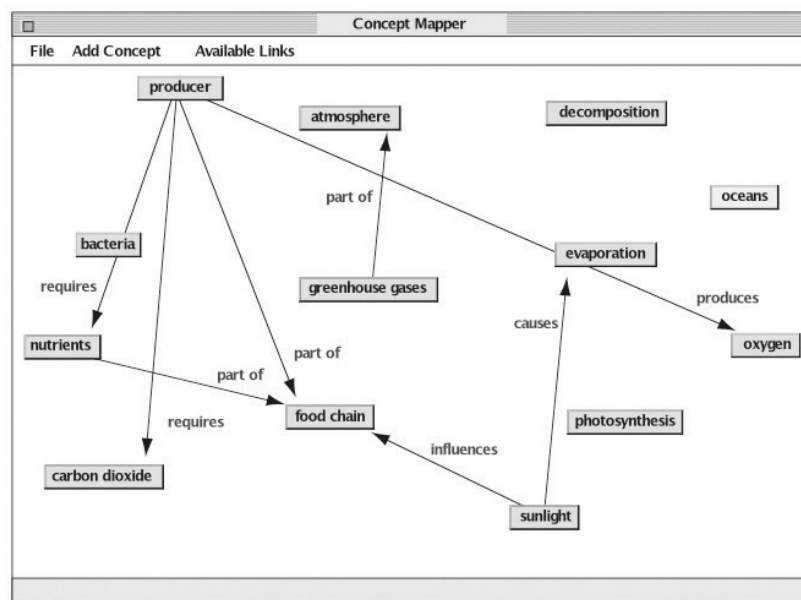 Concept Mapper
File Add Concept Available Links
producer
atmosphere
decomposition
part of
oceans
bacteria
evaporation
requires
greenhouse gases
produces
causes
nutrients
oxygen
part of
part of
food chain
requires
photosynthesis
influences
carbon dioxide
sunlight